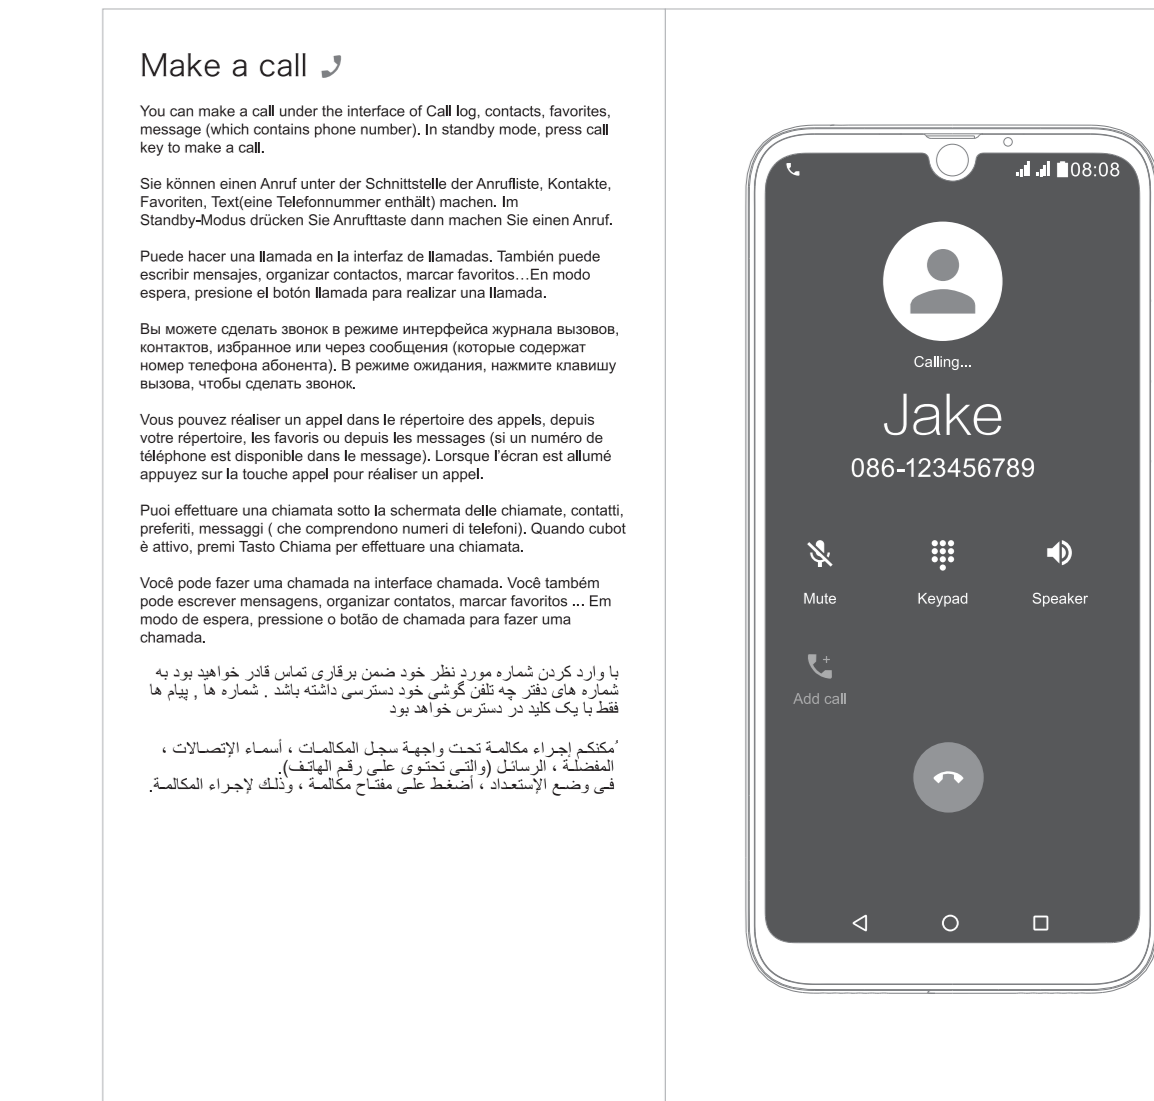 Make a call
You can make a call under the interface of Call log, contacts, favorites,
message (which contains phone number). In standby mode, press call
key to make a call.
Sie können einen Anruf unter der Schnittstelle der Anrufliste, Kontakte,
Favoriten, Text(eine Telefonnummer enthält) machen. Im
Standby-Modus drücken Sie Anrufttaste dann machen Sie einen Anruf.
Puede hacer una llamada en la interfaz de llamadas. También puede
escribir mensajes, organizar contactos, marcar favoritos…En modo
espera, presione el botón llamada para realizar una llamada.
Вы можете сделать звонок в режиме интерфейса журнала вызовов,
контактов, избранное или через сообщения (которые содержат
номер телефона абонента). В режиме ожидания, нажмите клавишу
вызова, чтобы сделать звонок.
Vous pouvez réaliser un appel dans le répertoire des appels, depuis
votre répertoire, les favoris ou depuis les messages (si un numéro de
téléphone est disponible dans le message). Lorsque l'écran est allumé
appuyez sur la touche appel pour réaliser un appel.
Puoi effettuare una chiamata sotto la schermata delle chiamate, contatti,
preferiti, messaggi ( che comprendono numeri di telefoni). Quando cubot
è attivo, premi Tasto Chiama per effettuare una chiamata.
Você pode fazer uma chamada na interface chamada. Você também
pode escrever mensagens, organizar contatos, marcar favoritos ... Em
modo de espera, pressione o botão de chamada para fazer uma
chamada.
با وارد کردن شماره مورد نظر خود ضمن برقراری تماس قادر خواهید بود به
شماره های دفتر چه تلفن گوشی خود دسترسی داشته باشد . شماره ها , پیام ها
فقط با یک کلید در دسترس خواهد بود
ُمكنكم إجراء مكالمة تحت واجهة سجل المكالمات ، أسماء الإتصالات ،
المفضلة ، الرسائل (والتى تحتوى على رقم الهاتف).
فى وضع الإستعداد ، أضغط على مفتاح مكالمة ، وذلك لإجراء المكالمة.
08:08
Calling...
Jake
086-123456789
Mute
Keypad
Speaker
Add call